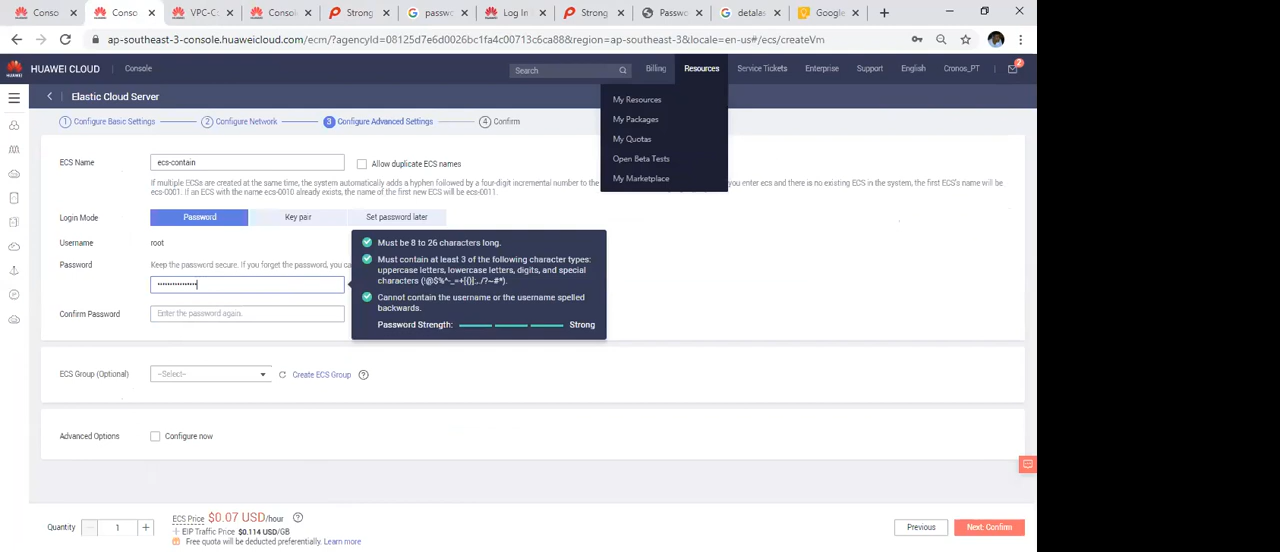 Conso
Conso
VPC-C
Consol
Strong
passwo
Log In
Strong
Passw
detalas
Google
ap-southeast-3-console.huaweicloud.com/ecm/?agencyId=08125d7e6d0026bc1fa4c00713c6ca88&region=ap-southeast-3&locale=en-us#/ecs/createVm
HUAWEI CLOUD Console Search Billing Resources Service Tickets Enterprise Support English Cronos_PT 2
My Resources
My Packages
My Quotas
Open Beta Tests
My Marketplace
Elastic Cloud Server
1 Configure Basic Settings 2 Configure Network 3 Configure Advanced Settings 4 Confirm
ECS Name ecs-contain Allow duplicate ECS names
If multiple ECSs are created at the same time, the system automatically adds a hyphen followed by a four-digit incremental number to the you enter ecs and there is no existing ECS in the system, the first ECS's name will be
ecs-0001. If an ECS with the name ecs-0010 already exists, the name of the first new ECS will be ecs-0011.
Login Mode Password Key pair Set password later
Username root
Password Keep the password secure. If you forget the password, you ca
Must be 8 to 26 characters long.
Must contain at least 3 of the following character types:
uppercase letters, lowercase letters, digits, and special
characters (!@$%^-_=+[{}]:,./?~#*).
Cannot contain the username or the username spelled
backwards.
Password Strength: Strong
Confirm Password Enter the password again.
ECS Group (Optional) --Select-- Create ECS Group ?
Advanced Options Configure now
Quantity 1 + ECS Price $0.07 USD/hour ?
+ EIP Traffic Price $0.114 USD/GB
Free quota will be deducted preferentially. Learn more
Previous Next: Confirm